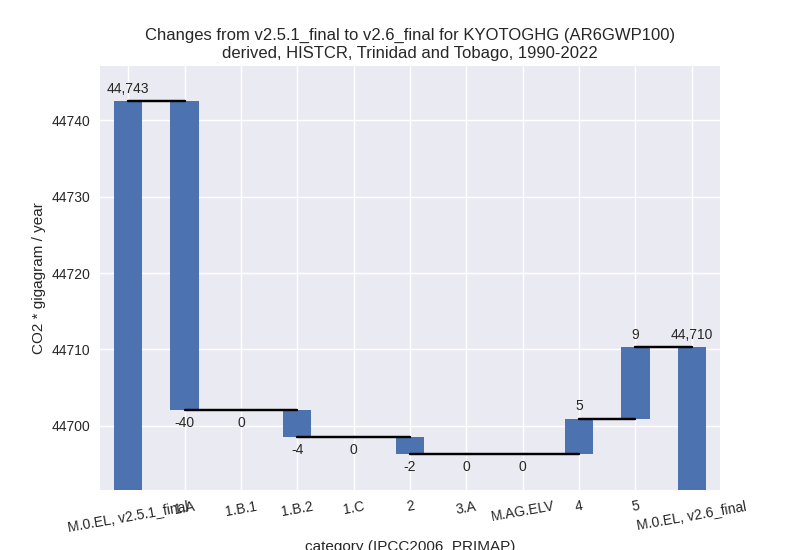 Changes from v2.5.1_final to v2.6_final for KYOTOGHG (AR6GWP100)
derived, HISTCR, Trinidad and Tobago, 1990-2022
CO2 * gigagram / year
44740
44730
44720
44710
44700
44,743
-40
0
-4
0
-2
0
0
5
9
44,710
M.0.EL, v2.5.1_final
1.A
1.B.1
1.B.2
1.C
2
3.A
M.AG.ELV
4
5
M.0.EL, v2.6_final
category (IPCC2006_PRIMAP)